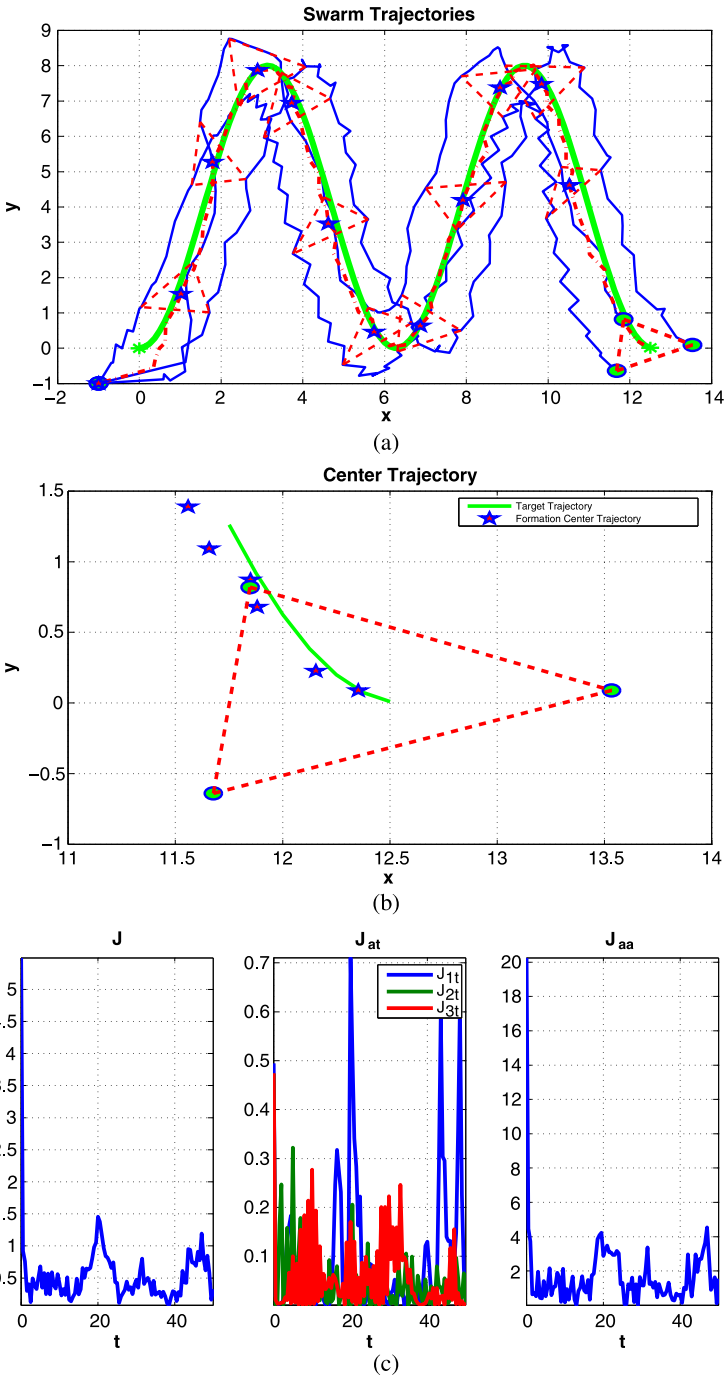 Swarm Trajectories
9
8
7
6
5
4
3
2
1
0
−1
y
−2 0 2 4 6 8 10 12 14
x
(a)
Center Trajectory
1.5
1
0.5
0
−0.5
−1
y
Target Trajectory
Formation Center Trajectory
11 11.5 12 12.5 13 13.5 14
x
(b)
J
5
4
3
2
0 20 40
t
J_at
0.7
0.6
0.5
0.4
0.3
0.2
0.1
J_1t
J_2t
J_3t
0 20 40
t
J_aa
20
18
16
14
12
10
8
6
4
2
0 20 40
t
(c)